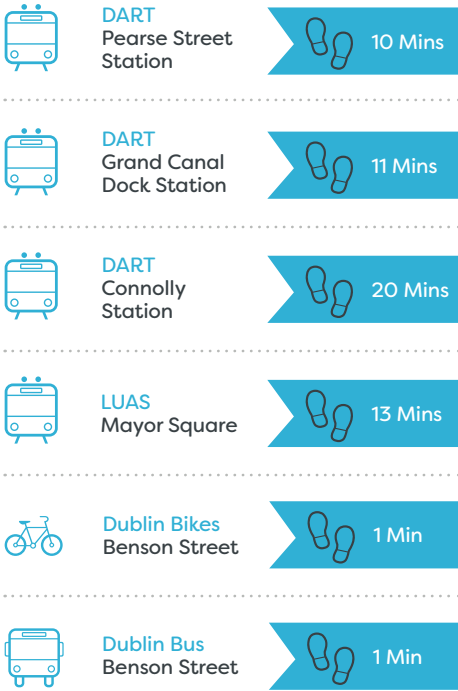 DART
Pearse Street
Station
10 Mins
DART
Grand Canal
Dock Station
11 Mins
DART
Connolly
Station
20 Mins
LUAS
Mayor Square
13 Mins
Dublin Bikes
Benson Street
1 Min
Dublin Bus
Benson Street
1 Min